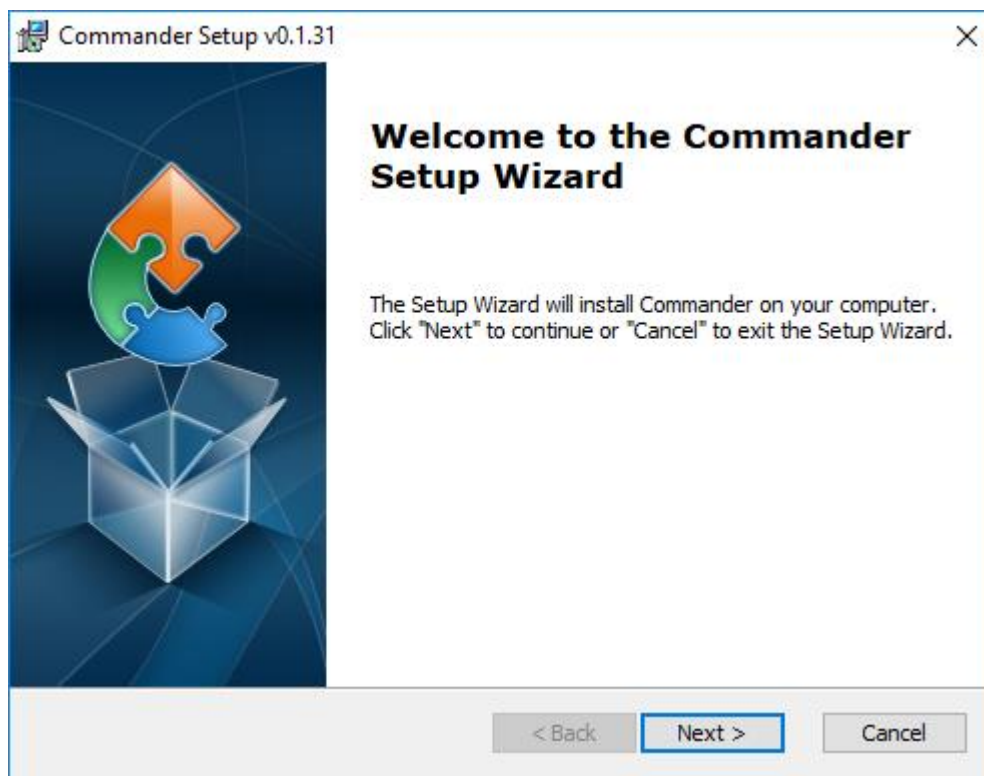 Commander Setup v0.1.31
Welcome to the Commander
Setup Wizard
The Setup Wizard will install Commander on your computer.
Click "Next" to continue or "Cancel" to exit the Setup Wizard.
< Back
Next >
Cancel